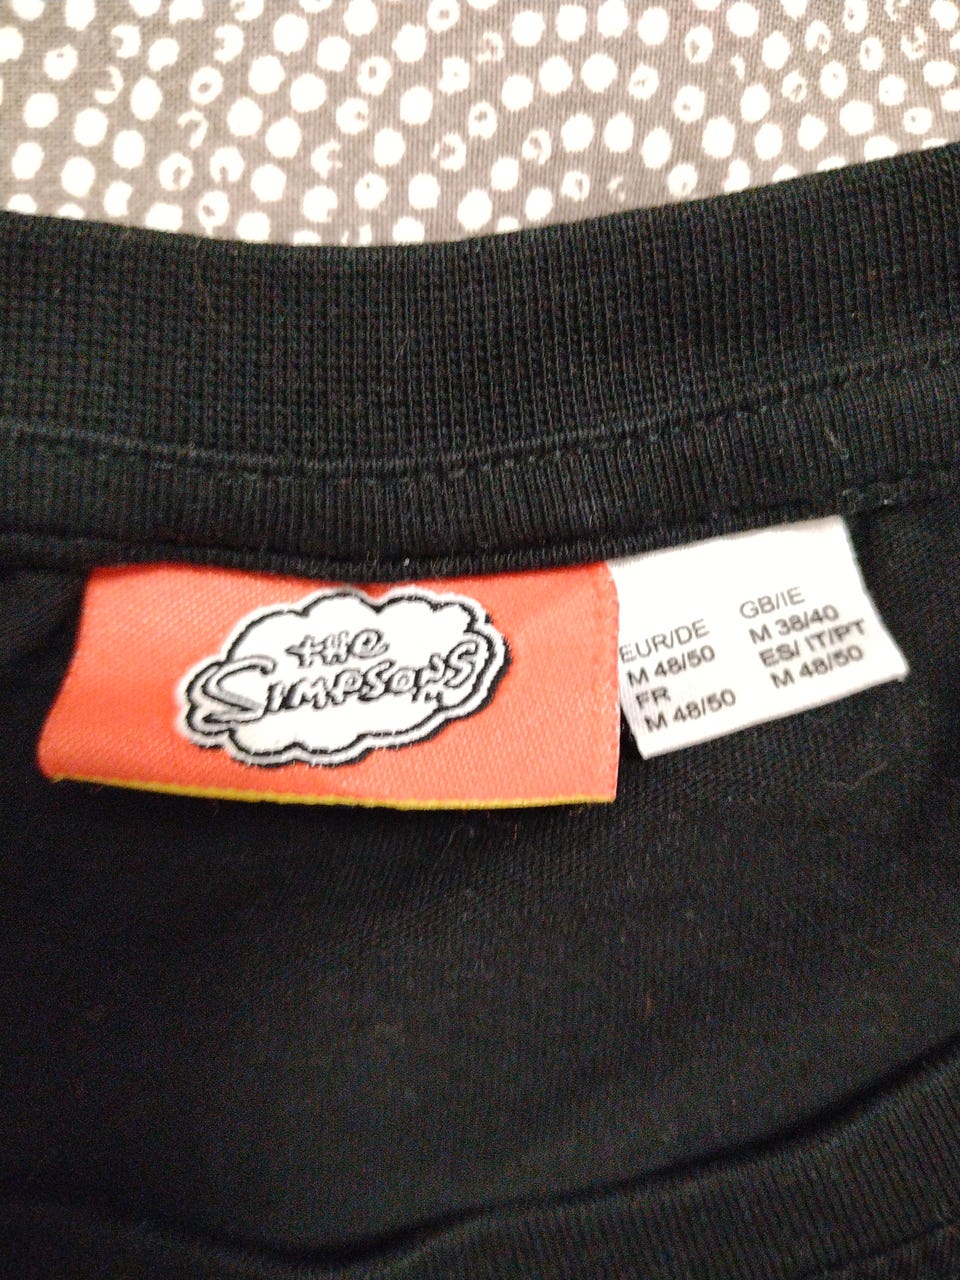 the
SIMPSONS
TM
EUR/DE
M 48/50
FR
M 48/50
GB/IE
M 38/40
ES/ IT/PT
M 48/50